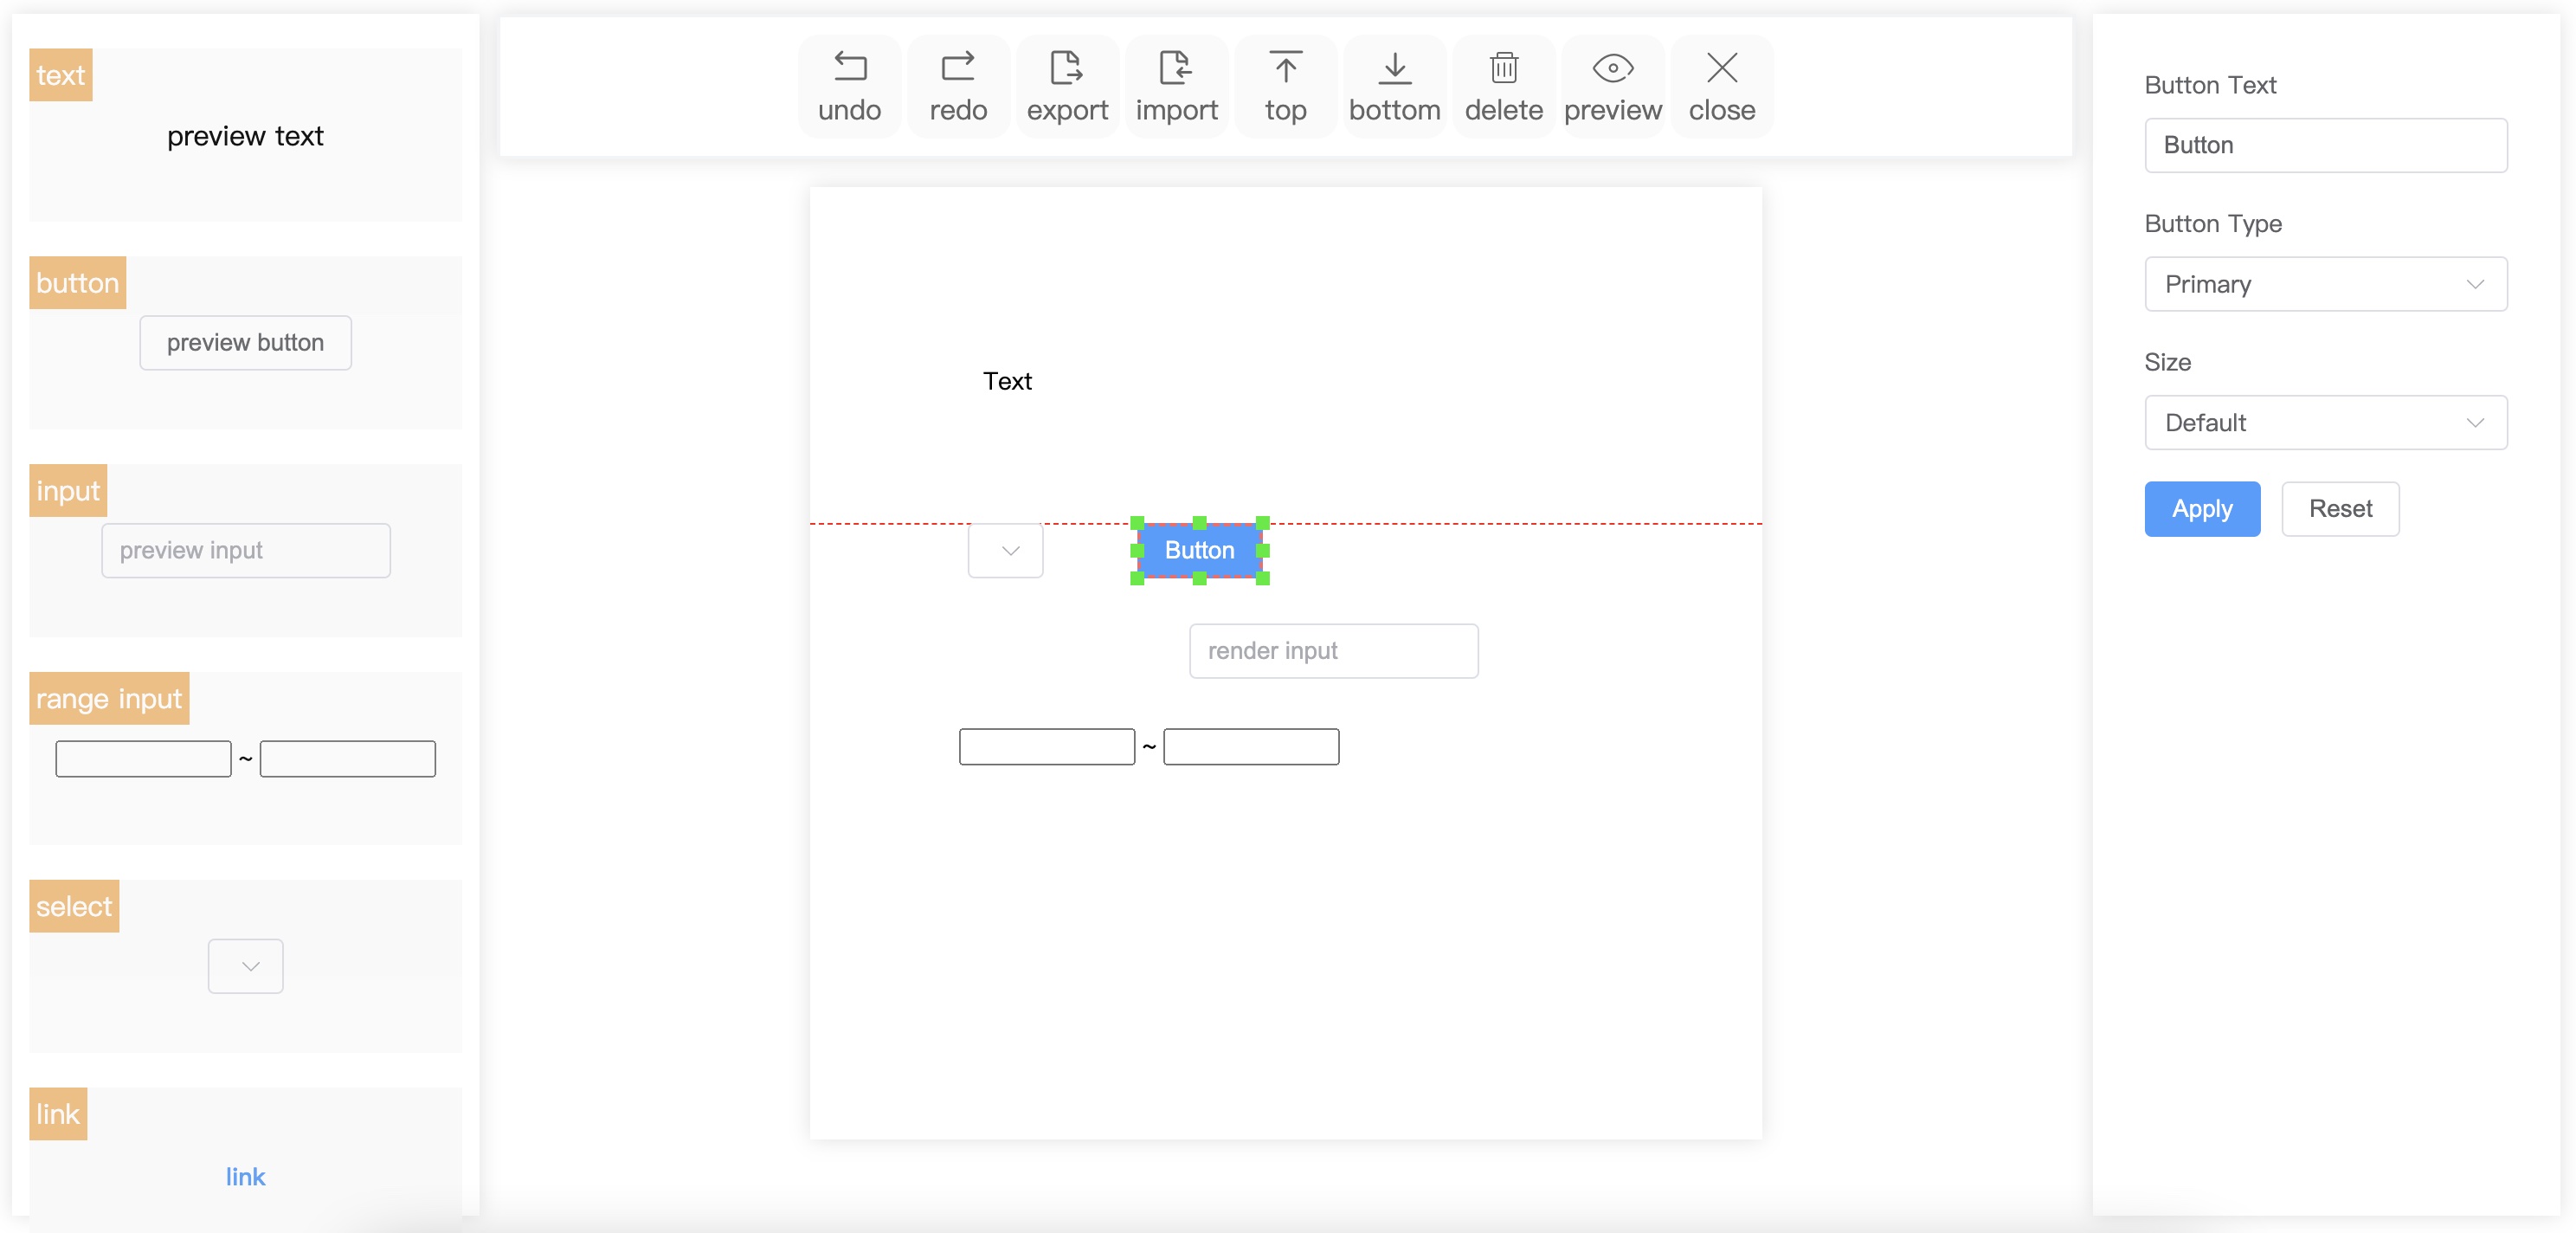 text
preview text
button
preview button
input
preview input
range input
~
select
link
link
undo redo export import top bottom delete preview close
Text
Button
render input
~
Button Text
Button
Button Type
Primary
Size
Default
Apply Reset